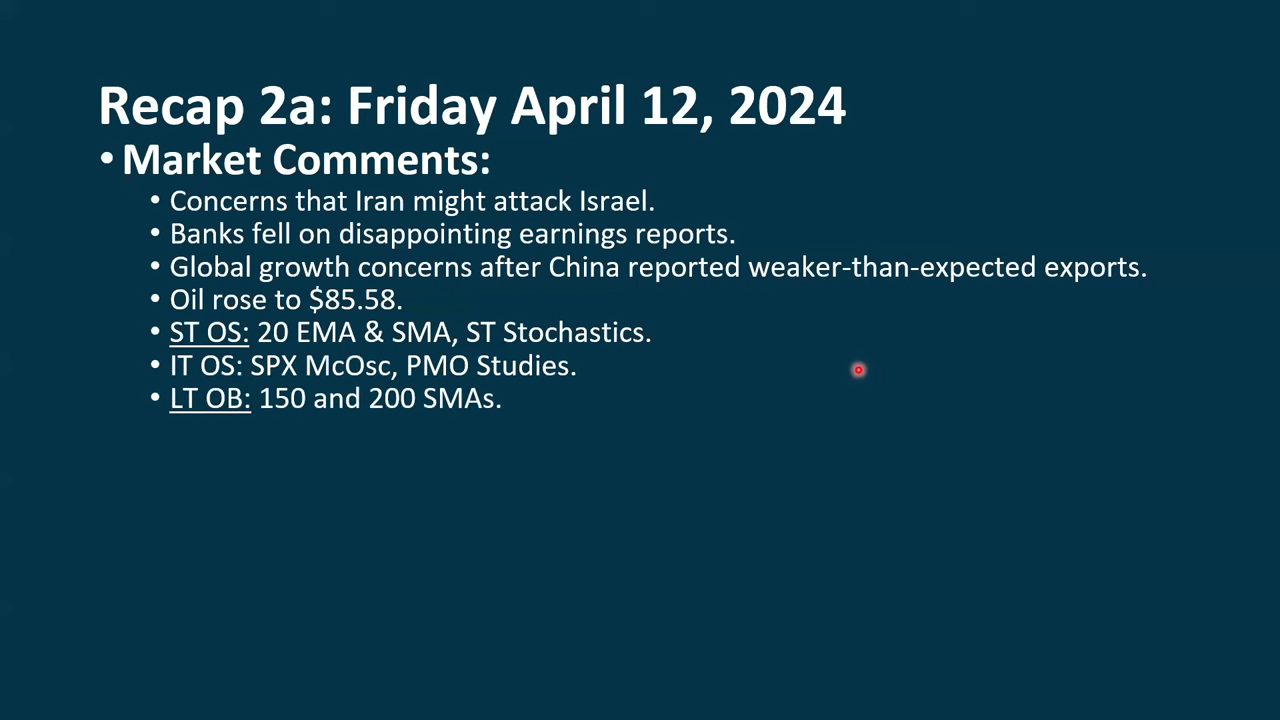 Recap 2a: Friday April 12, 2024
• Market Comments:
• Concerns that Iran might attack Israel.
• Banks fell on disappointing earnings reports.
• Global growth concerns after China reported weaker-than-expected exports.
• Oil rose to $85.58.
• ST OS: 20 EMA & SMA, ST Stochastics.
• IT OS: SPX McOsc, PMO Studies.
• LT OB: 150 and 200 SMAs.